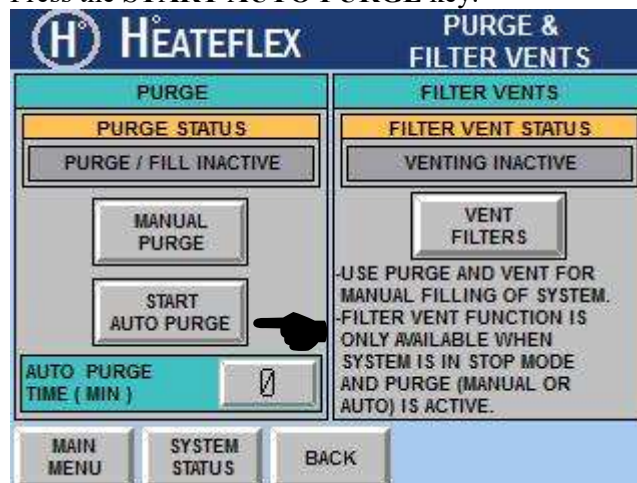 Press the START AUTO PURGE key.
H HEATEFLEX
PURGE &
FILTER VENTS
PURGE
PURGE STATUS
PURGE / FILL INACTIVE
MANUAL
PURGE
START
AUTO PURGE
AUTO PURGE
TIME ( MIN )
0
FILTER VENTS
FILTER VENT STATUS
VENTING INACTIVE
VENT
FILTERS
-USE PURGE AND VENT FOR
MANUAL FILLING OF SYSTEM.
-FILTER VENT FUNCTION IS
ONLY AVAILABLE WHEN
SYSTEM IS IN STOP MODE
AND PURGE (MANUAL OR
AUTO) IS ACTIVE.
MAIN
MENU
SYSTEM
STATUS
BACK